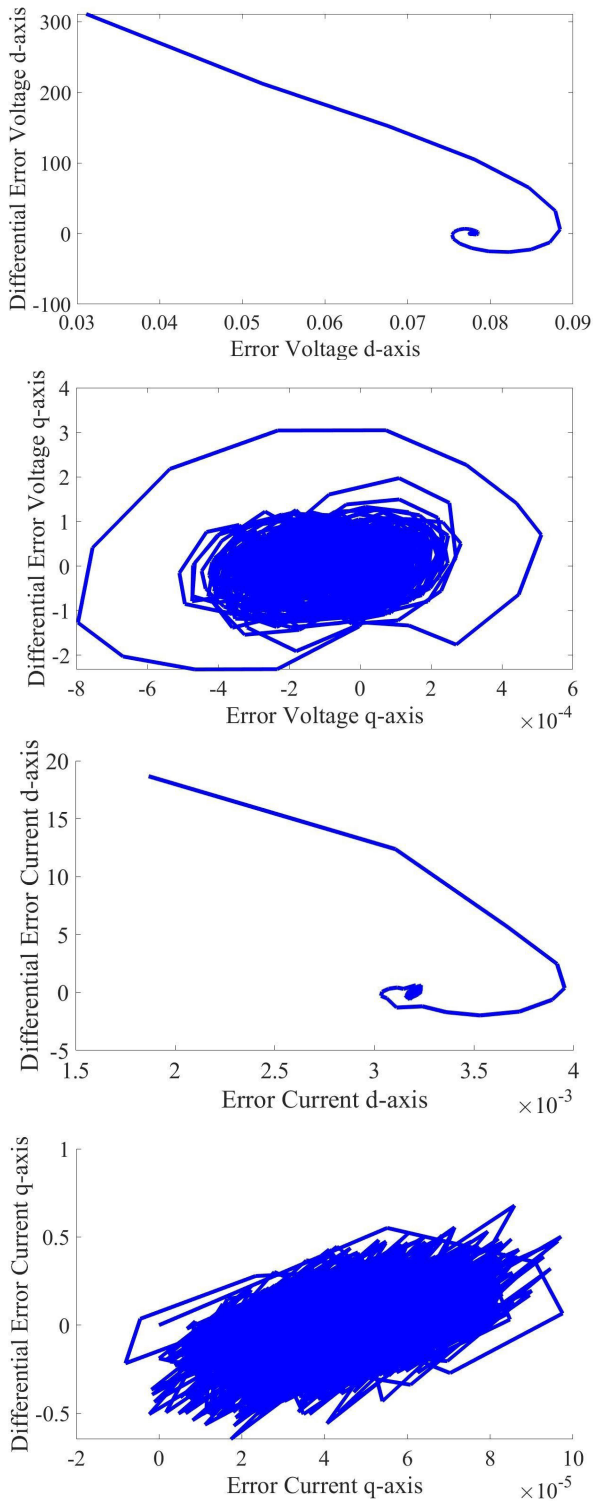 300
200
100
0
-100
Differential Error Voltage d-axis
0.03 0.04 0.05 0.06 0.07 0.08 0.09
Error Voltage d-axis
4
3
2
1
0
-1
-2
Differential Error Voltage q-axis
-8 -6 -4 -2 0 2 4 6
Error Voltage q-axis
×10-4
20
15
10
5
0
-5
Differential Error Current d-axis
1.5 2 2.5 3 3.5 4
Error Current d-axis
×10-3
1
0.5
0
-0.5
Differential Error Current q-axis
-2 0 2 4 6 8 10
Error Current q-axis
×10-5